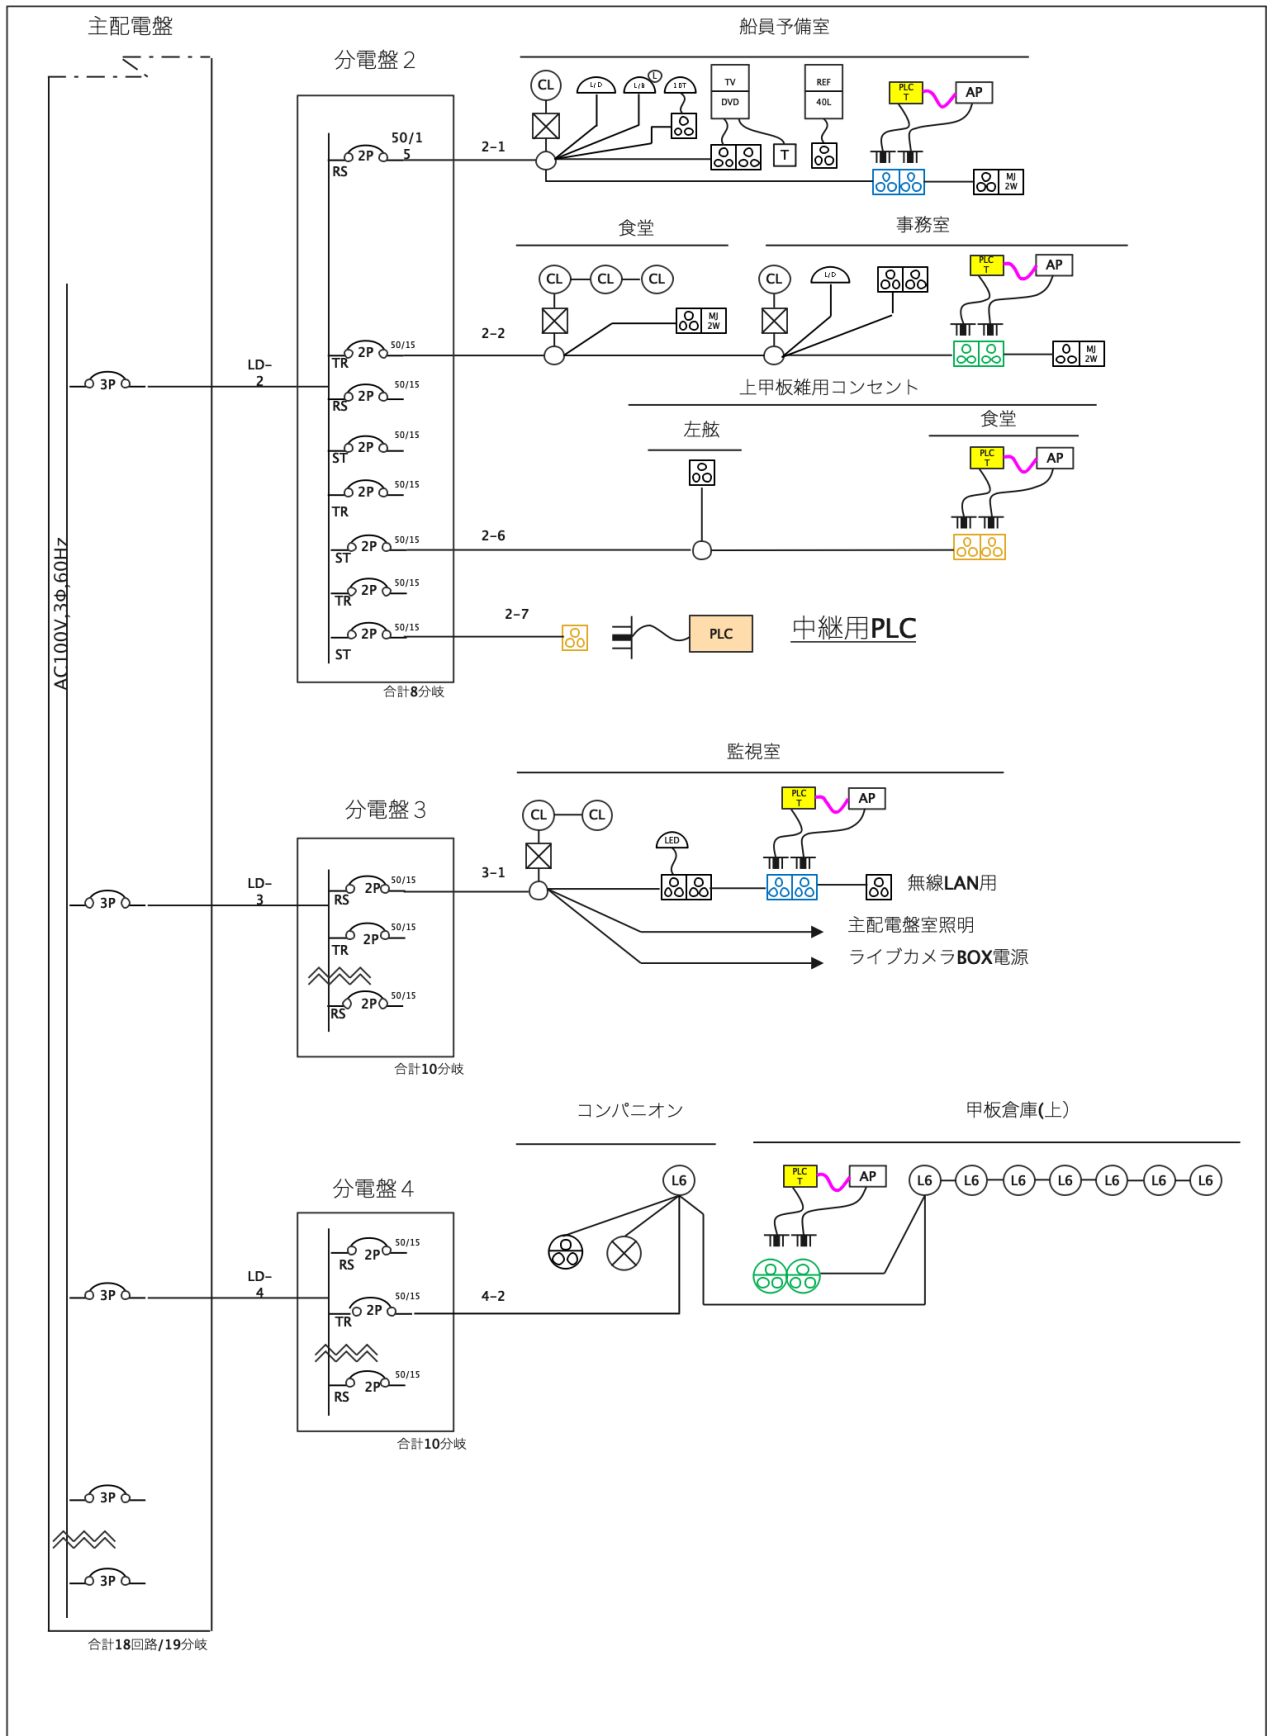 主配電盤
船員予備室
分電盤2
CL
L/D
L/B
L
1BT
TV
DVD
REF
40L
PLC
T
AP
2P
50/1
5
RS
2-1
T
MJ
2W
食堂
事務室
CL
CL
CL
MJ
2W
CL
L/D
PLC
T
AP
2P
50/15
TR
2-2
MJ
2W
LD-
2
3P
2P
50/15
RS
上甲板雑用コンセント
左舷
食堂
2P
50/15
ST
PLC
T
AP
2P
50/15
TR
2P
50/15
ST
2-6
2P
50/15
TR
2P
50/15
ST
2-7
PLC
中継用PLC
合計8分岐
AC100V,3Φ,60Hz
監視室
分電盤3
CL
CL
LED
PLC
T
AP
3P
LD-
3
2P
50/15
RS
3-1
無線LAN用
主配電盤室照明
ライブカメラBOX電源
2P
50/15
TR
2P
50/15
RS
合計10分岐
コンパニオン
甲板倉庫(上)
分電盤4
L6
PLC
T
AP
L6
L6
L6
L6
L6
L6
L6
2P
50/15
RS
3P
LD-
4
2P
50/15
TR
4-2
2P
50/15
RS
合計10分岐
3P
3P
合計18回路/19分岐